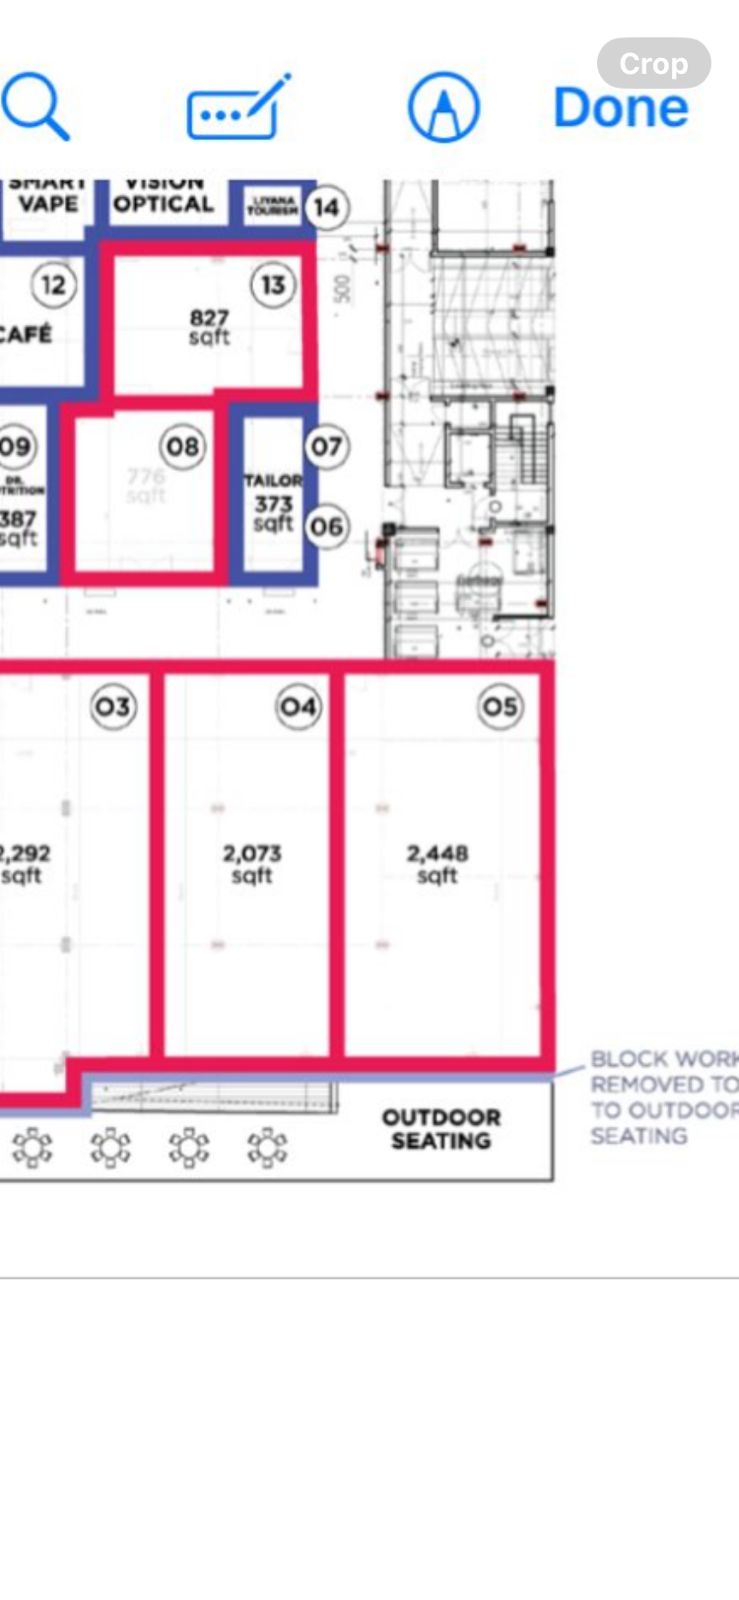 Crop
Done
SMART
VAPE
VISION
OPTICAL
LIYANA
TOURISM
14
12
CAFÉ
13
827
sqft
500
09
DR.
387
sqft
08
776
sqft
07
TAILOR
373
sqft
06
03
2,292
sqft
04
2,073
sqft
05
2,448
sqft
BLOCK WORK
REMOVED TO
TO OUTDOOR
SEATING
OUTDOOR
SEATING